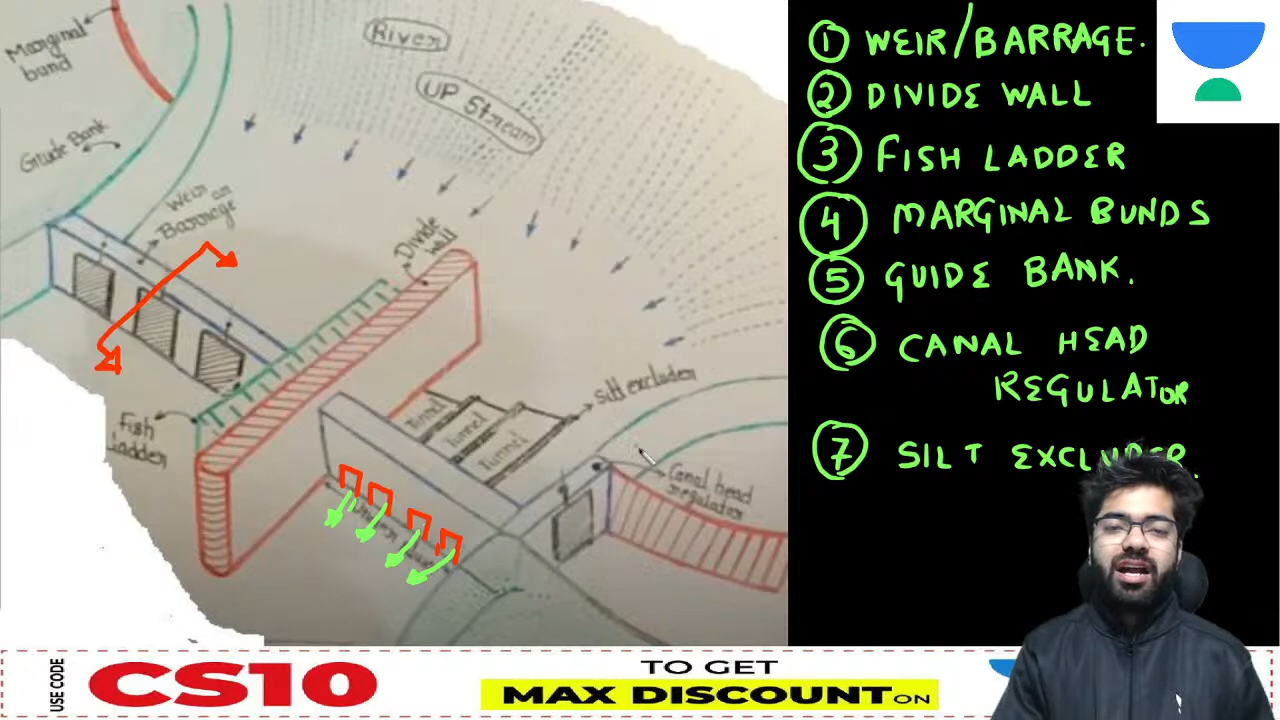 Marginal
bund
River
UP Stream
Guide Bank
Weir or
Barrage
Divide
wall
Fish
Ladder
Tunnel
Tunnel
Tunnel
Silt excluder
Canal head
regulator
① WEIR/BARRAGE.
② DIVIDE WALL
③ FISH LADDER
④ MARGINAL BUNDS
⑤ GUIDE BANK.
⑥ CANAL HEAD
REGULATOR
⑦ SILT EXCLUDER.
USE CODE
CS10
TO GET
MAX DISCOUNT ON